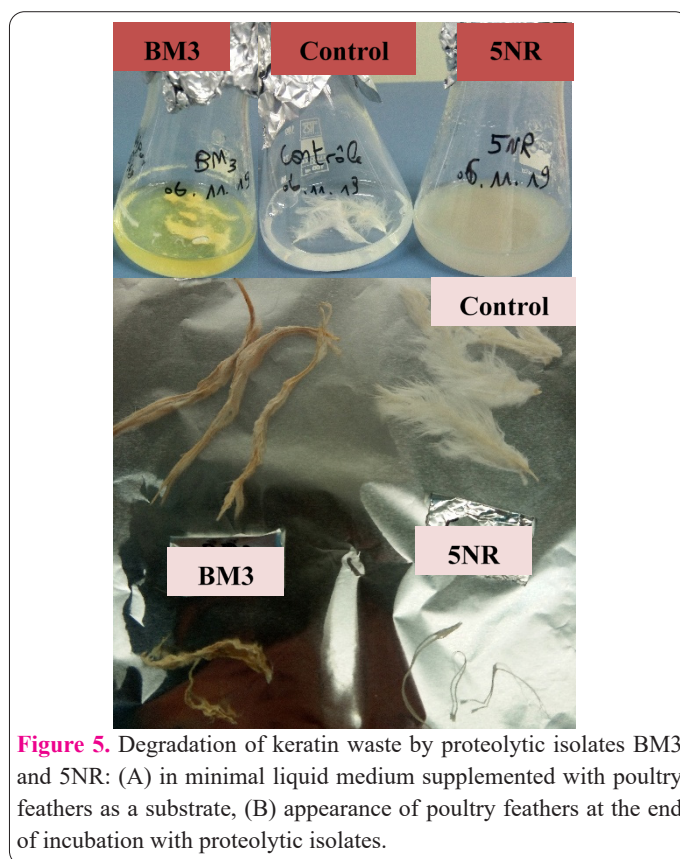 BM3 Control 5NR
BM3
06.11.19
Contrôle
06.11.19
5NR
06.11.19
Control
BM3
5NR
Figure 5. Degradation of keratin waste by proteolytic isolates BM3
and 5NR: (A) in minimal liquid medium supplemented with poultry
feathers as a substrate, (B) appearance of poultry feathers at the end
of incubation with proteolytic isolates.